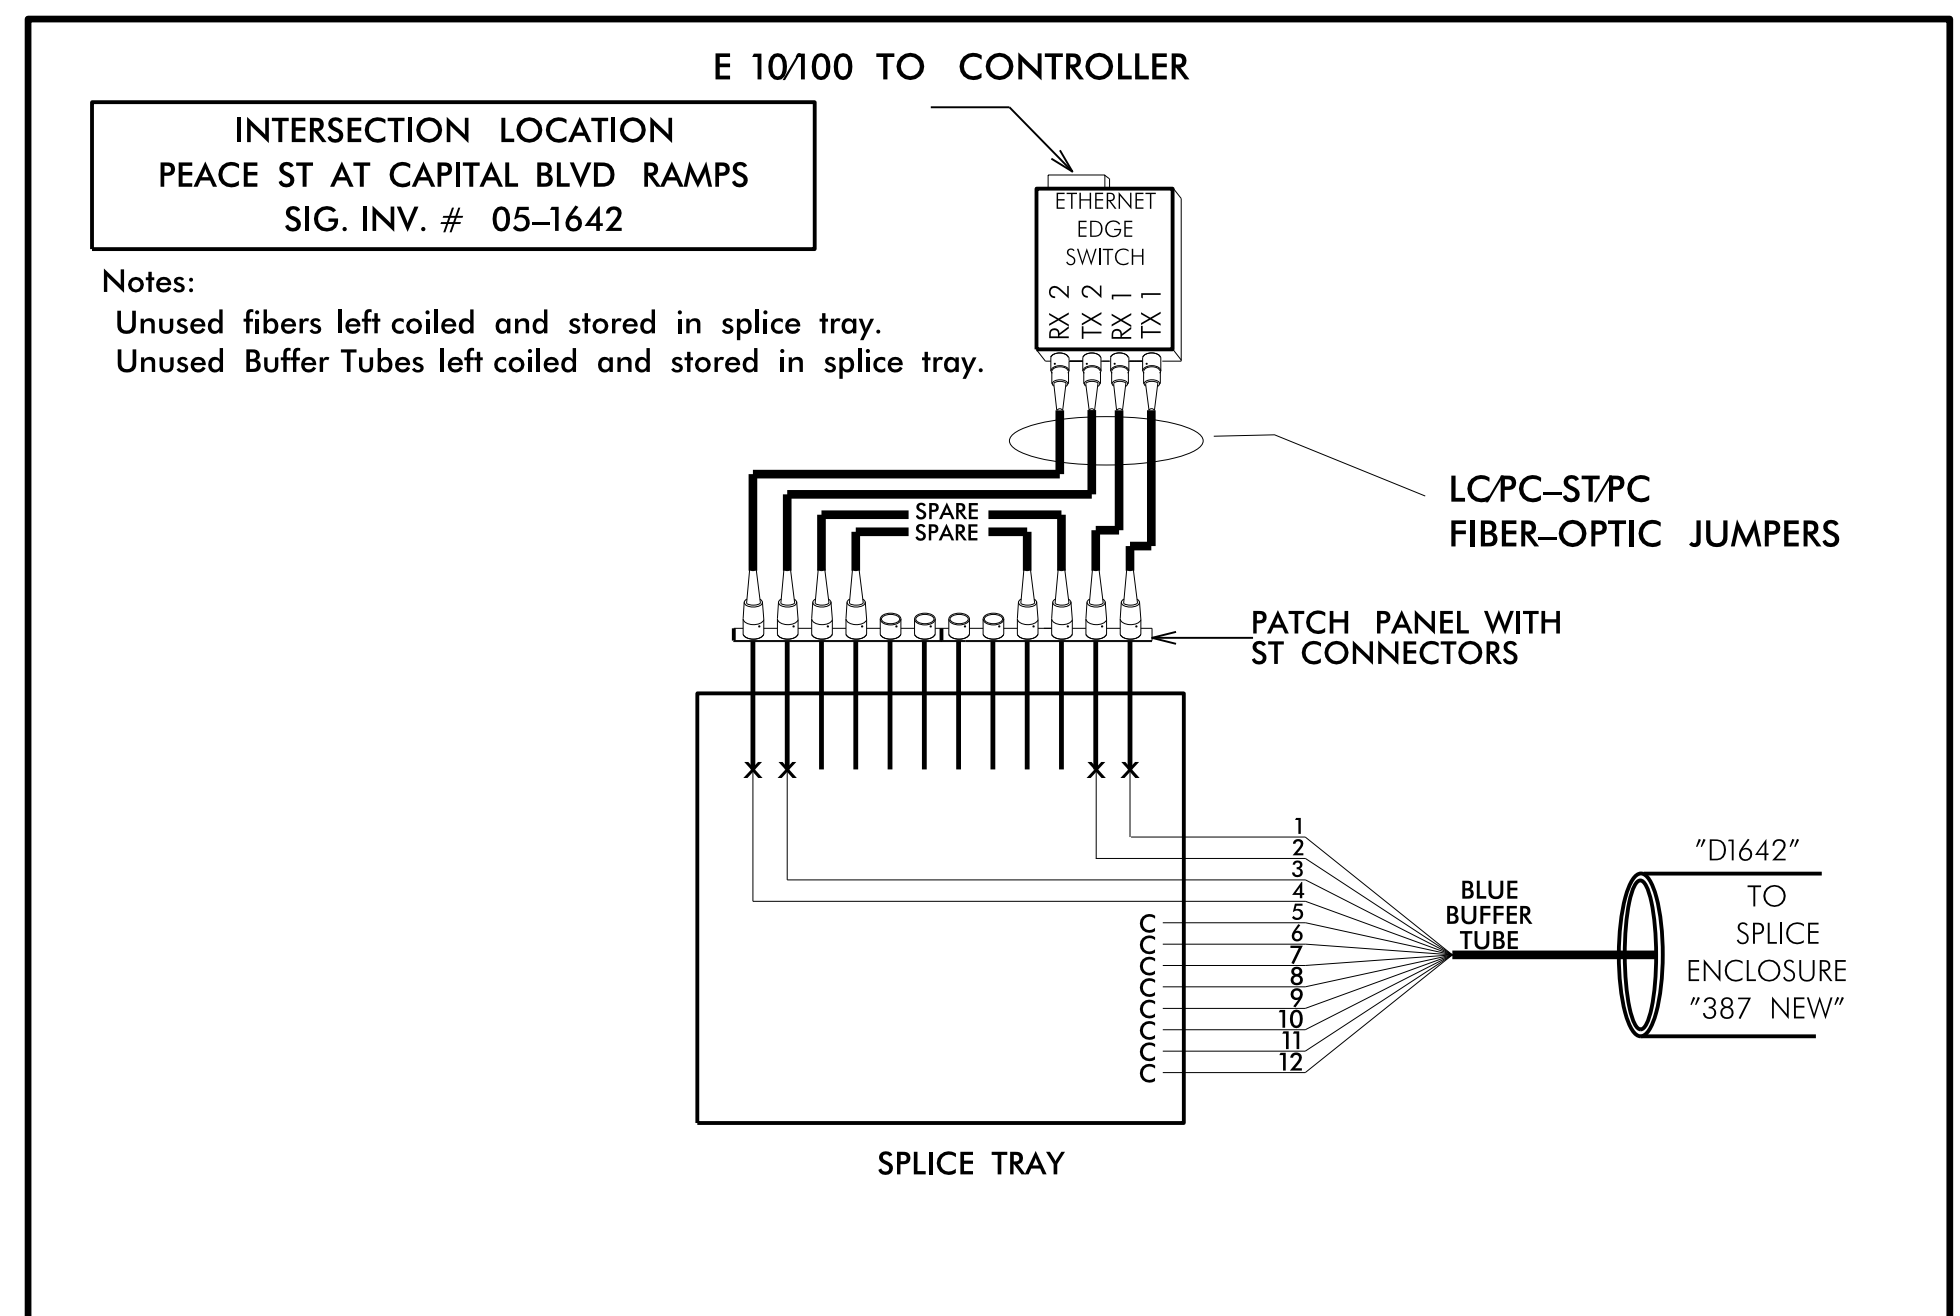 E 10/100 TO CONTROLLER
INTERSECTION LOCATION
PEACE ST AT CAPITAL BLVD RAMPS
SIG. INV. # 05-1642
Notes:
Unused fibers left coiled and stored in splice tray.
Unused Buffer Tubes left coiled and stored in splice tray.
ETHERNET
EDGE
SWITCH
RX 2
TX 2
RX 1
TX 1
LC/PC-ST/PC
FIBER-OPTIC JUMPERS
SPARE
SPARE
PATCH PANEL WITH
ST CONNECTORS
X X X X
1
2
3
4
5
6
7
8
9
10
11
12
C
C
C
C
C
C
C
C
BLUE
BUFFER
TUBE
"D1642"
TO
SPLICE
ENCLOSURE
"387 NEW"
SPLICE TRAY